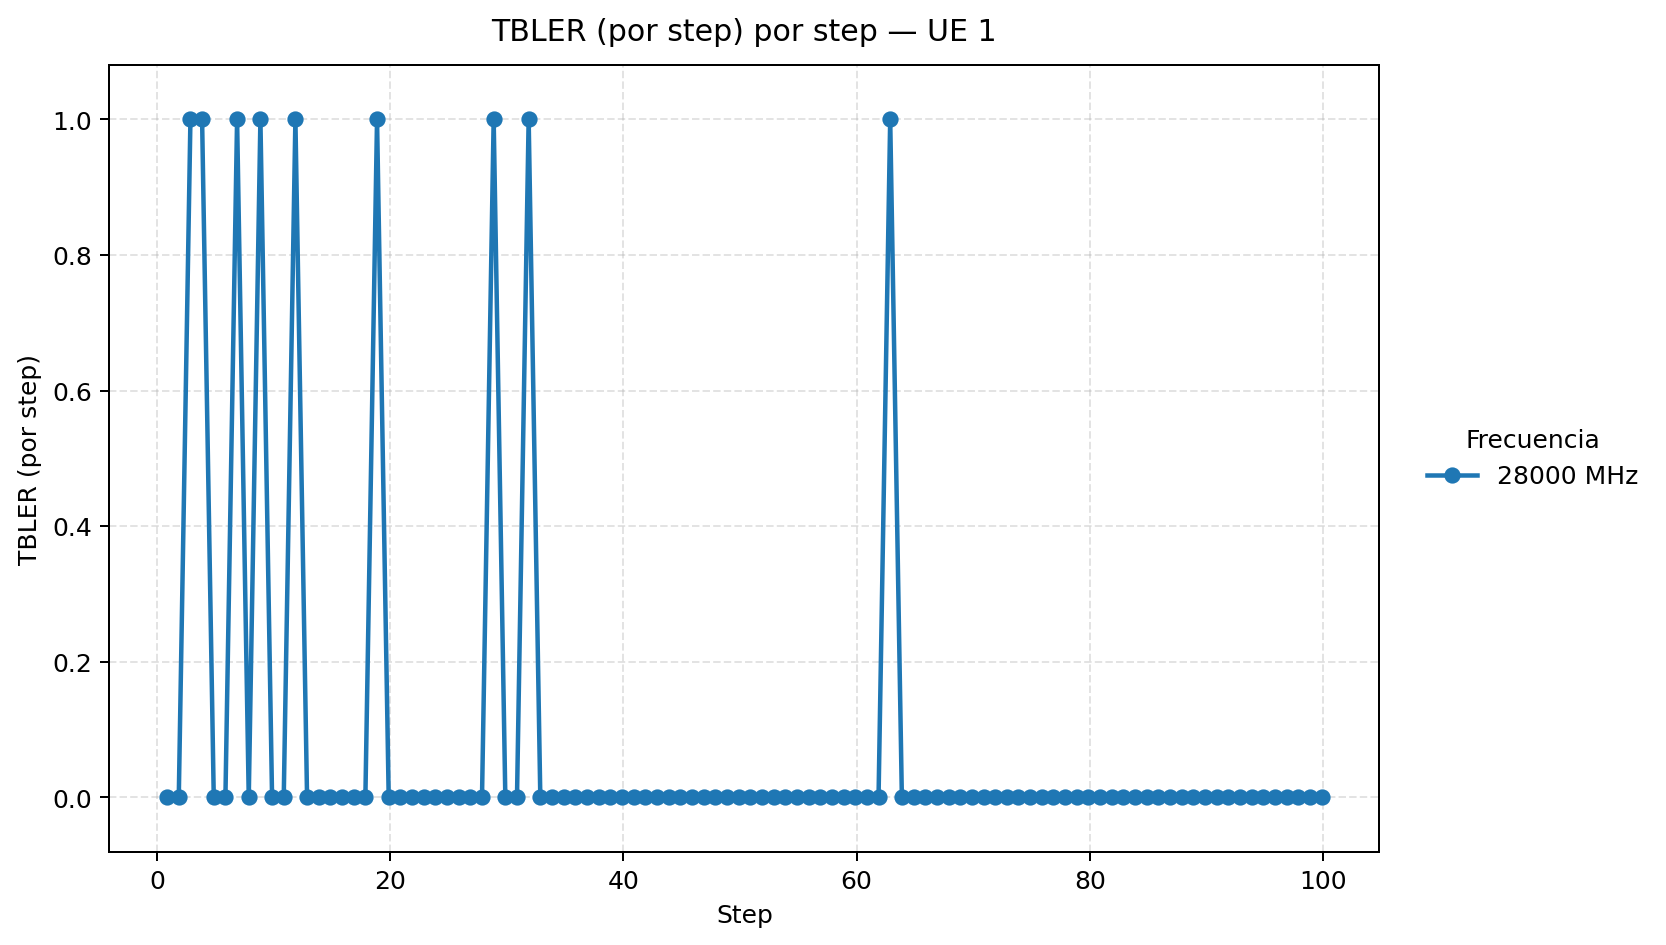 TBLER (por step) por step — UE 1
TBLER (por step)
1.0
0.8
0.6
0.4
0.2
0.0
0 20 40 60 80 100
Step
Frecuencia
28000 MHz